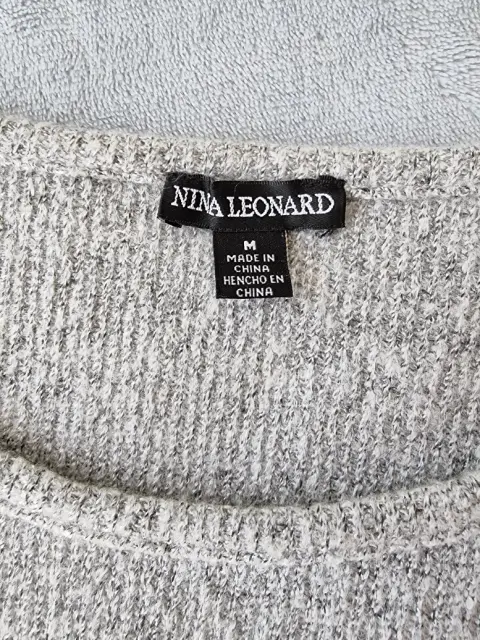 NINA LEONARD
M
MADE IN
CHINA
HENCHO EN
CHINA